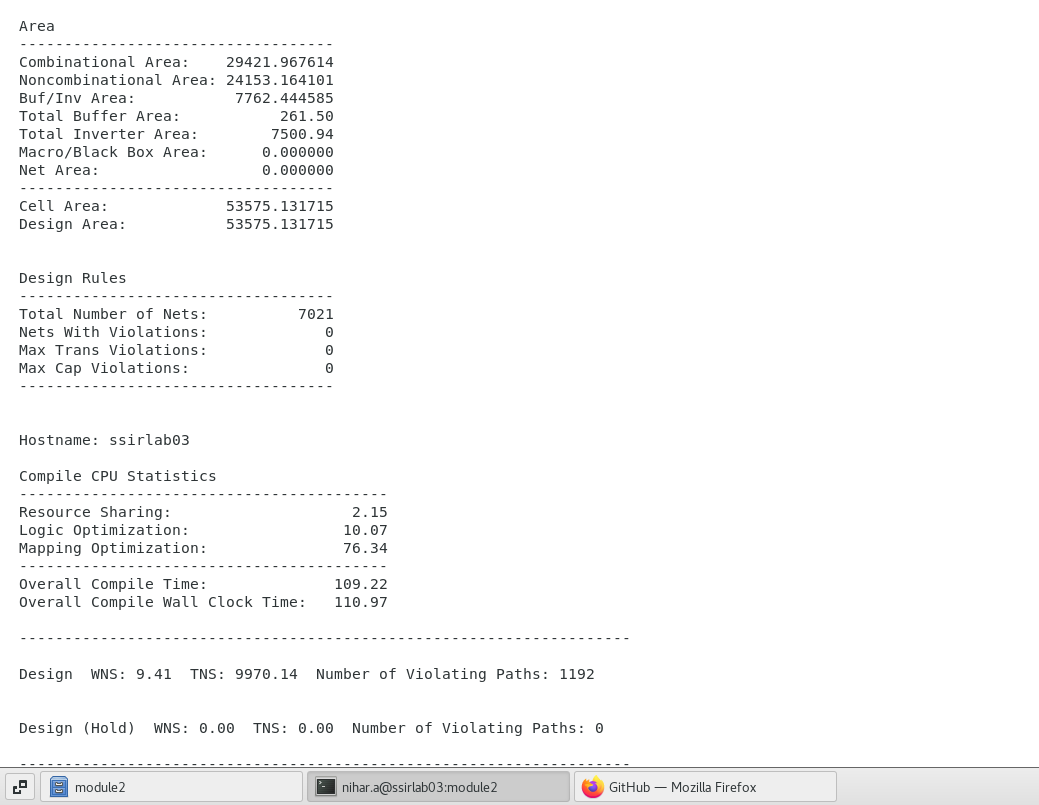 Area
-----------------------------------
Combinational Area:    29421.967614
Noncombinational Area: 24153.164101
Buf/Inv Area:           7762.444585
Total Buffer Area:           261.50
Total Inverter Area:        7500.94
Macro/Black Box Area:      0.000000
Net Area:                  0.000000
-----------------------------------
Cell Area:             53575.131715
Design Area:           53575.131715
Design Rules
-----------------------------------
Total Number of Nets:          7021
Nets With Violations:             0
Max Trans Violations:             0
Max Cap Violations:               0
-----------------------------------
Hostname: ssirlab03
Compile CPU Statistics
-----------------------------------------
Resource Sharing:                    2.15
Logic Optimization:                 10.07
Mapping Optimization:               76.34
-----------------------------------------
Overall Compile Time:              109.22
Overall Compile Wall Clock Time:   110.97
--------------------------------------------------------------------
Design  WNS: 9.41  TNS: 9970.14  Number of Violating Paths: 1192
Design (Hold)  WNS: 0.00  TNS: 0.00  Number of Violating Paths: 0
--------------------------------------------------------------------
module2
nihar.a@ssirlab03:module2
GitHub — Mozilla Firefox